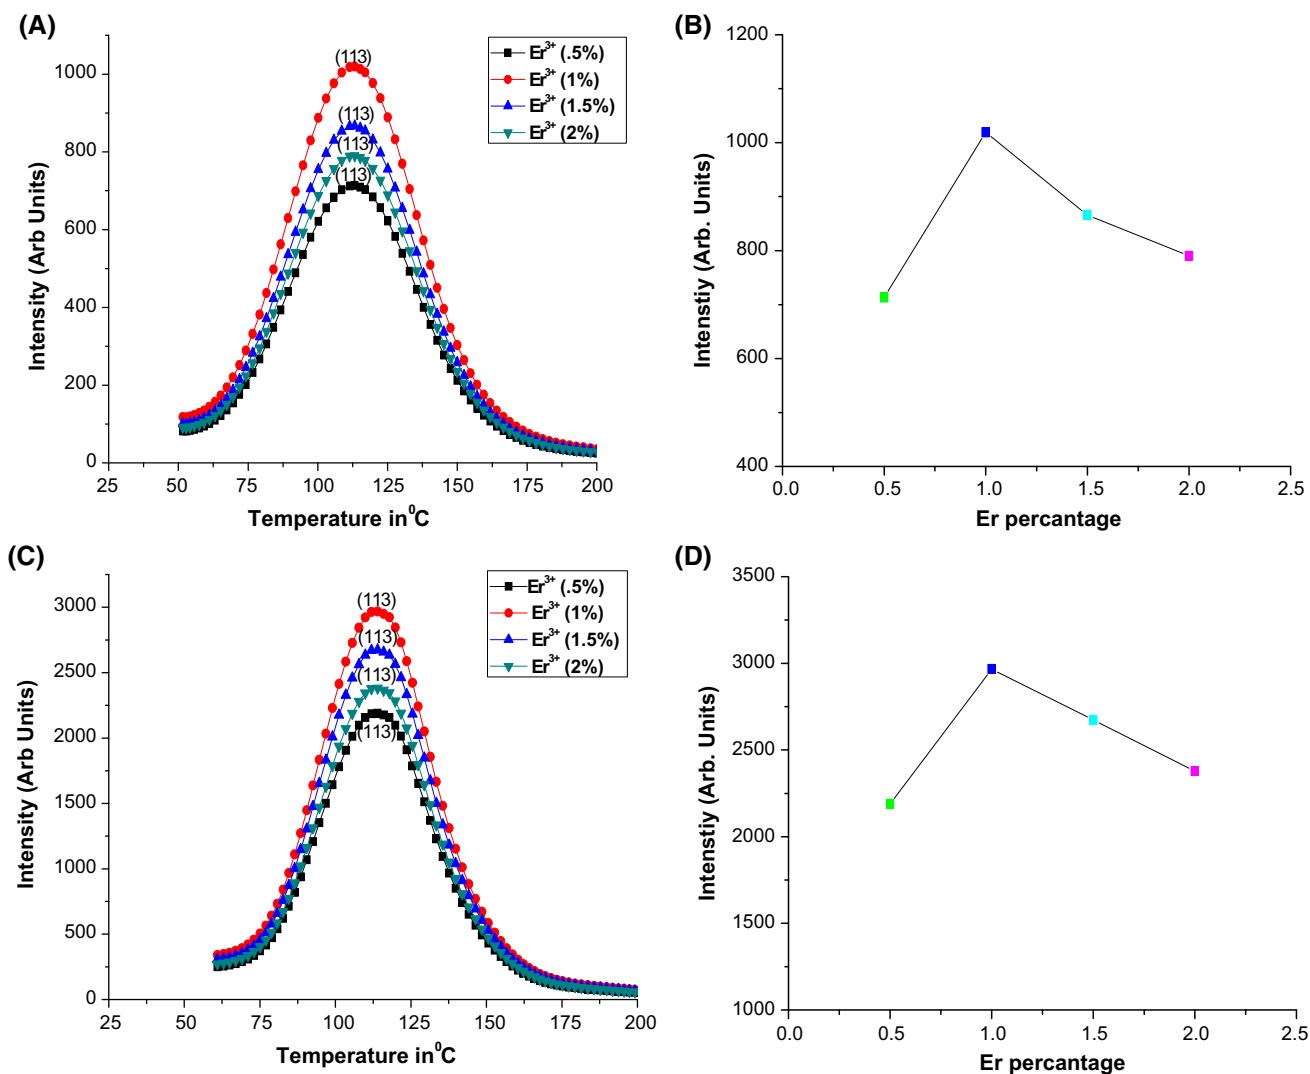 (A)
Intensity (Arb Units)
1000
800
600
400
200
0
25 50 75 100 125 150 175 200
Temperature in⁰C
(113)
(113)
(113)
(113)
Er³⁺ (.5%)
Er³⁺ (1%)
Er³⁺ (1.5%)
Er³⁺ (2%)
(B)
Intenstiy (Arb. Units)
1200
1000
800
600
400
0.0 0.5 1.0 1.5 2.0 2.5
Er percantage
(C)
Intensity (Arb Units)
3000
2500
2000
1500
1000
500
0
25 50 75 100 125 150 175 200
Temperature in⁰C
(113)
(113)
(113)
(113)
Er³⁺ (.5%)
Er³⁺ (1%)
Er³⁺ (1.5%)
Er³⁺ (2%)
(D)
Intenstiy (Arb. Units)
3500
3000
2500
2000
1500
1000
0.0 0.5 1.0 1.5 2.0 2.5
Er percantage